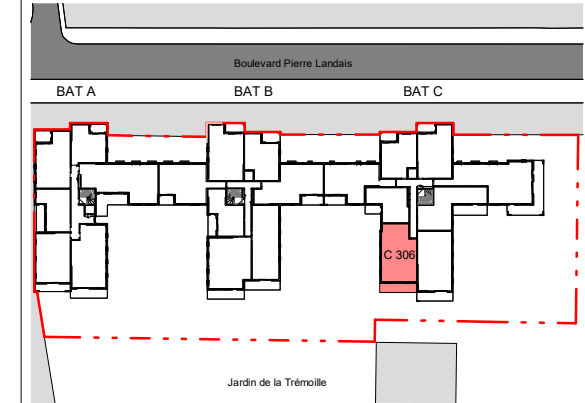 Boulevard Pierre Landais
BAT A BAT B BAT C
C 306
Jardin de la Trémoille